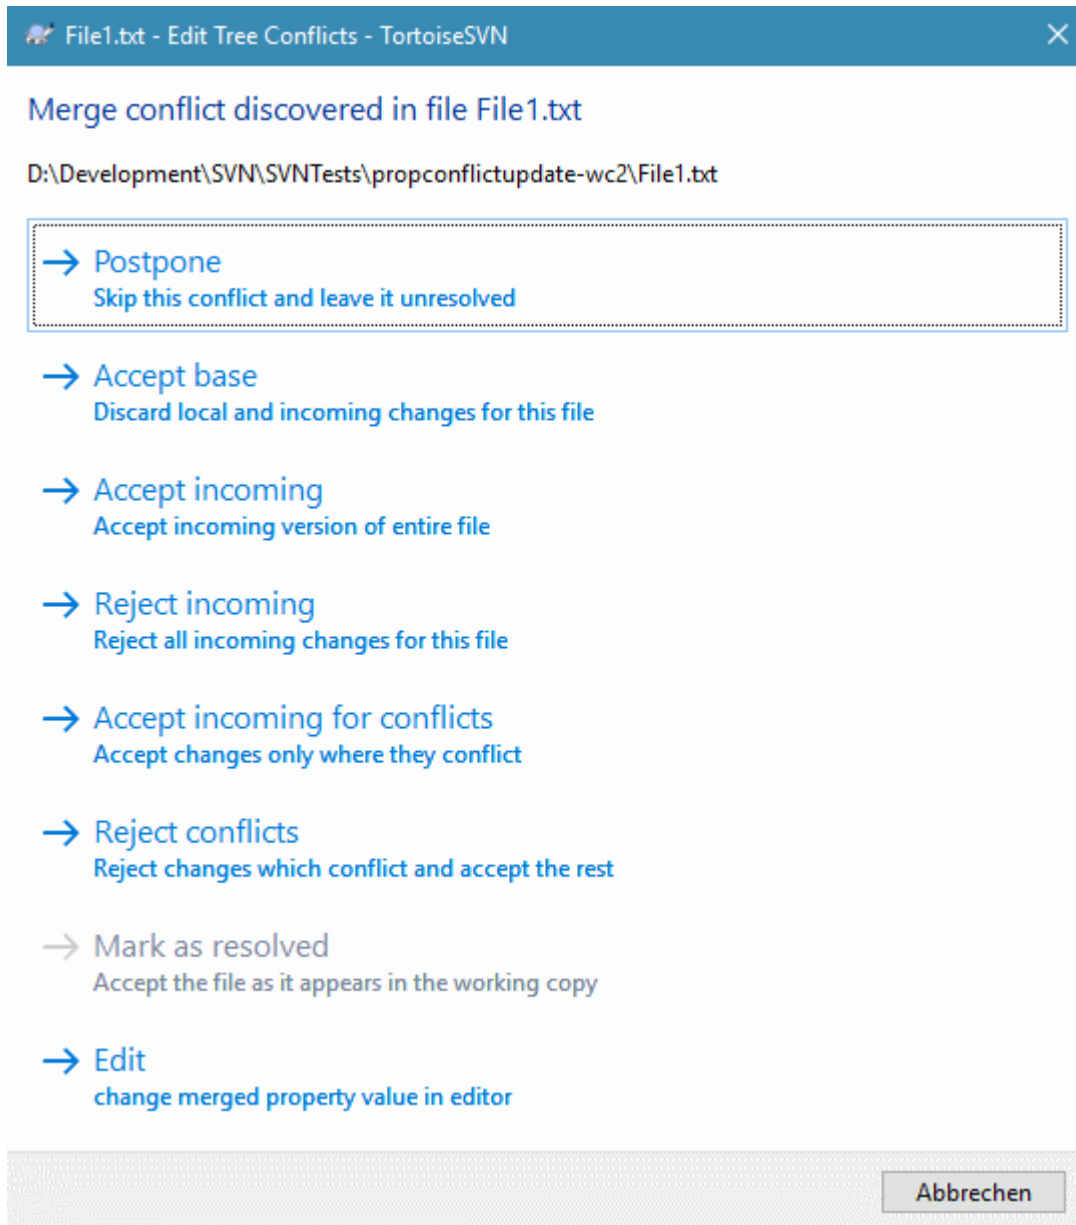 File1.txt - Edit Tree Conflicts - TortoiseSVN
Merge conflict discovered in file File1.txt
D:\Development\SVN\SVNTests\propconflictupdate-wc2\File1.txt
Postpone
Skip this conflict and leave it unresolved
Accept base
Discard local and incoming changes for this file
Accept incoming
Accept incoming version of entire file
Reject incoming
Reject all incoming changes for this file
Accept incoming for conflicts
Accept changes only where they conflict
Reject conflicts
Reject changes which conflict and accept the rest
Mark as resolved
Accept the file as it appears in the working copy
Edit
change merged property value in editor
Abbrechen